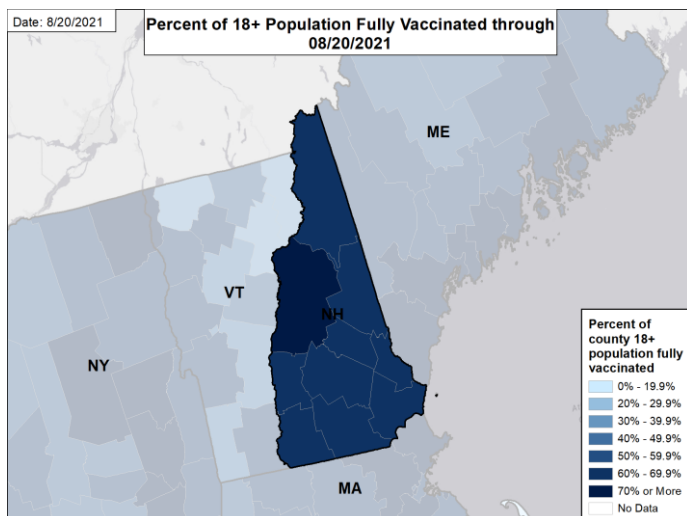 Date: 8/20/2021
Percent of 18+ Population Fully Vaccinated through
08/20/2021
ME
VT
NH
NY
MA
Percent of
county 18+
population fully
vaccinated
0% - 19.9%
20% - 29.9%
30% - 39.9%
40% - 49.9%
50% - 59.9%
60% - 69.9%
70% or More
No Data